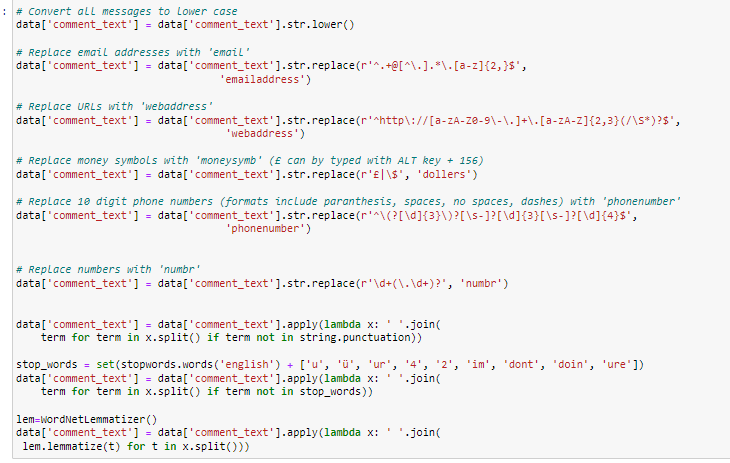 : # Convert all messages to lower case
data['comment_text'] = data['comment_text'].str.lower()
# Replace email addresses with 'email'
data['comment_text'] = data['comment_text'].str.replace(r'^.+@[^\.].*\.[a-z]{2,}$',
'emailaddress')
# Replace URLs with 'webaddress'
data['comment_text'] = data['comment_text'].str.replace(r'^http\://[a-zA-Z0-9\-\.]+\.[a-zA-Z]{2,3}(/\S*)?$',
'webaddress')
# Replace money symbols with 'moneysymb' (£ can by typed with ALT key + 156)
data['comment_text'] = data['comment_text'].str.replace(r'£|\$', 'dollers')
# Replace 10 digit phone numbers (formats include paranthesis, spaces, no spaces, dashes) with 'phonenumber'
data['comment_text'] = data['comment_text'].str.replace(r'^\(?[\d]{3}\)?[\s-]?[\d]{3}[\s-]?[\d]{4}$',
'phonenumber')
# Replace numbers with 'numbr'
data['comment_text'] = data['comment_text'].str.replace(r'\d+(\.\d+)?', 'numbr')
data['comment_text'] = data['comment_text'].apply(lambda x: ' '.join(
term for term in x.split() if term not in string.punctuation))
stop_words = set(stopwords.words('english') + ['u', 'ü', 'ur', '4', '2', 'im', 'dont', 'doin', 'ure'])
data['comment_text'] = data['comment_text'].apply(lambda x: ' '.join(
term for term in x.split() if term not in stop_words))
lem=WordNetLemmatizer()
data['comment_text'] = data['comment_text'].apply(lambda x: ' '.join(
lem.lemmatize(t) for t in x.split()))